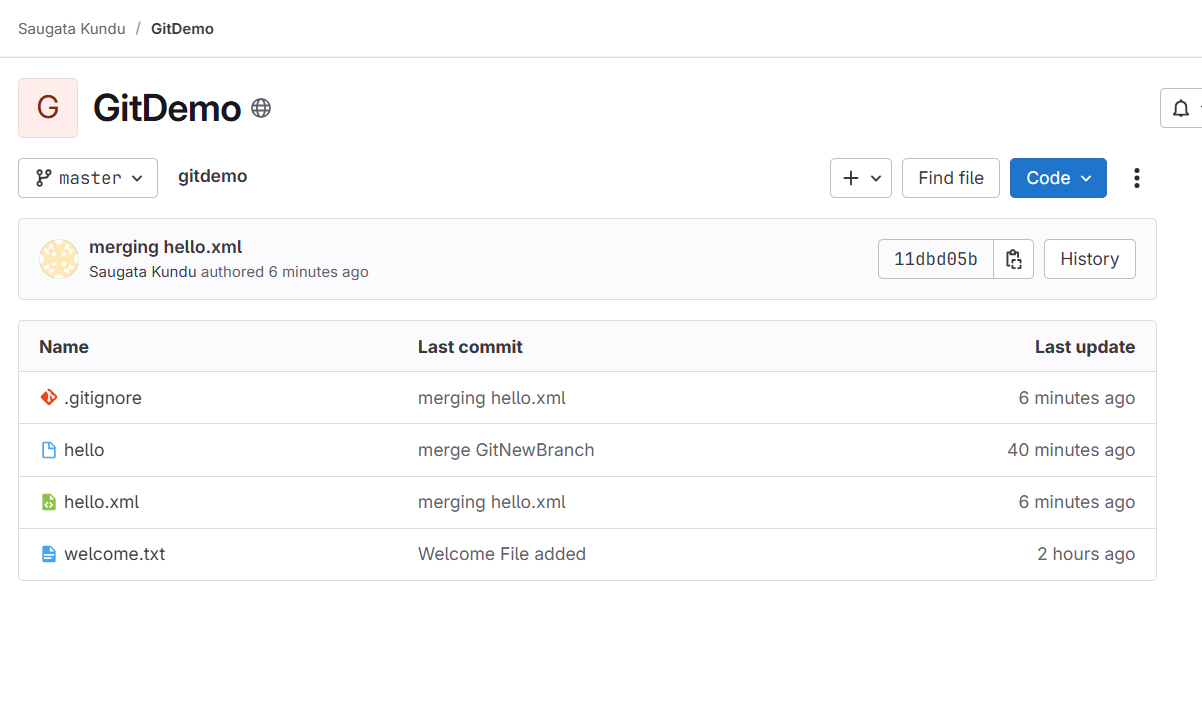 Saugata Kundu / GitDemo
G GitDemo
master gitdemo Find file Code
merging hello.xml
Saugata Kundu authored 6 minutes ago
11dbd05b History
Name Last commit Last update
.gitignore merging hello.xml 6 minutes ago
hello merge GitNewBranch 40 minutes ago
hello.xml merging hello.xml 6 minutes ago
welcome.txt Welcome File added 2 hours ago